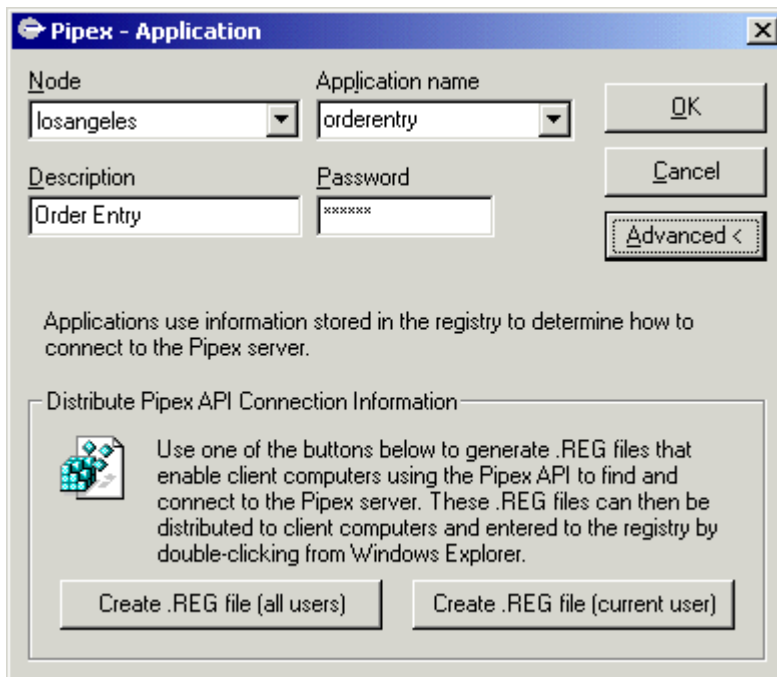 Pipex - Application
Node
Application name
losangeles
orderentry
OK
Description
Password
Cancel
Order Entry
******
Advanced <
Applications use information stored in the registry to determine how to
connect to the Pipex server.
Distribute Pipex API Connection Information
Use one of the buttons below to generate .REG files that
enable client computers using the Pipex API to find and
connect to the Pipex server. These .REG files can then be
distributed to client computers and entered to the registry by
double-clicking from Windows Explorer.
Create .REG file (all users)
Create .REG file (current user)